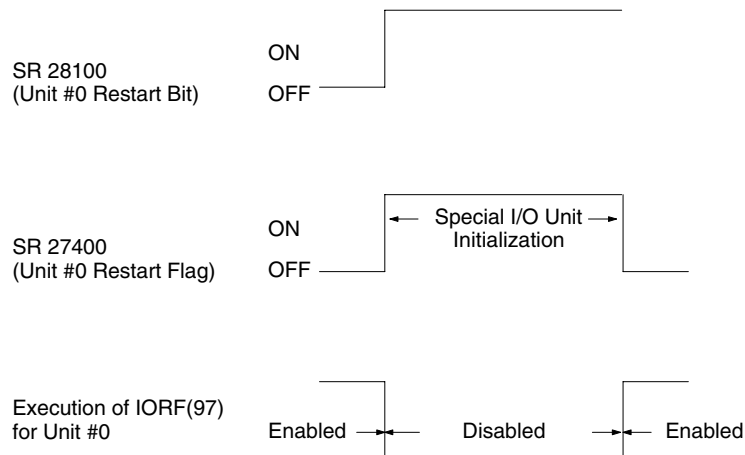 ON
SR 28100
(Unit #0 Restart Bit)
OFF
Special I/O Unit
Initialization
ON
SR 27400
(Unit #0 Restart Flag)
OFF
Execution of IORF(97)
for Unit #0
Enabled
Disabled
Enabled